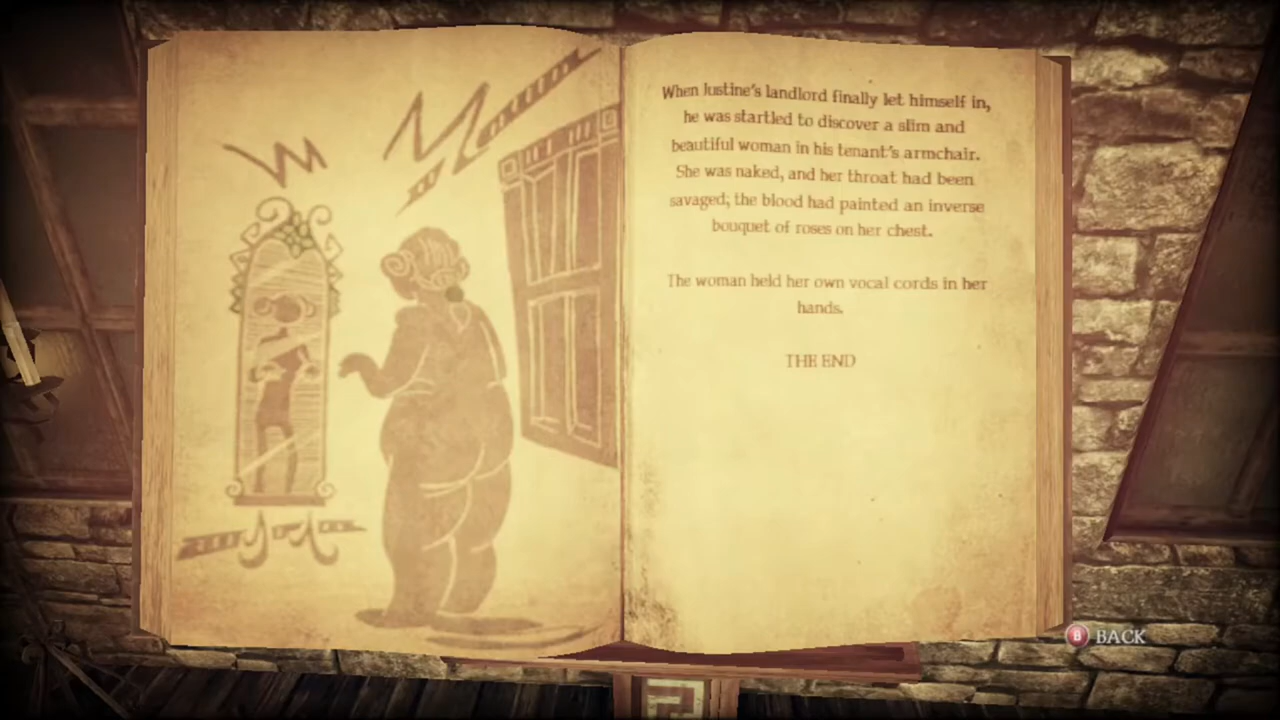 When Justine's landlord finally let himself in,
he was startled to discover a slim and
beautiful woman in his tenant's armchair.
She was naked, and her throat had been
savaged; the blood had painted an inverse
bouquet of roses on her chest.
The woman held her own vocal cords in her
hands.
THE END
B BACK